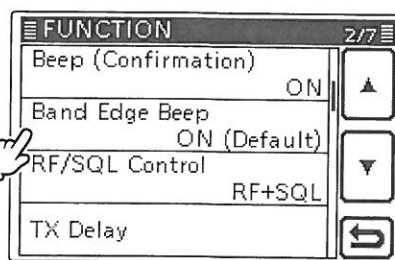 FUNCTION 2/7
Beep (Confirmation)
ON
Band Edge Beep
ON (Default)
RF/SQL Control
RF+SQL
TX Delay